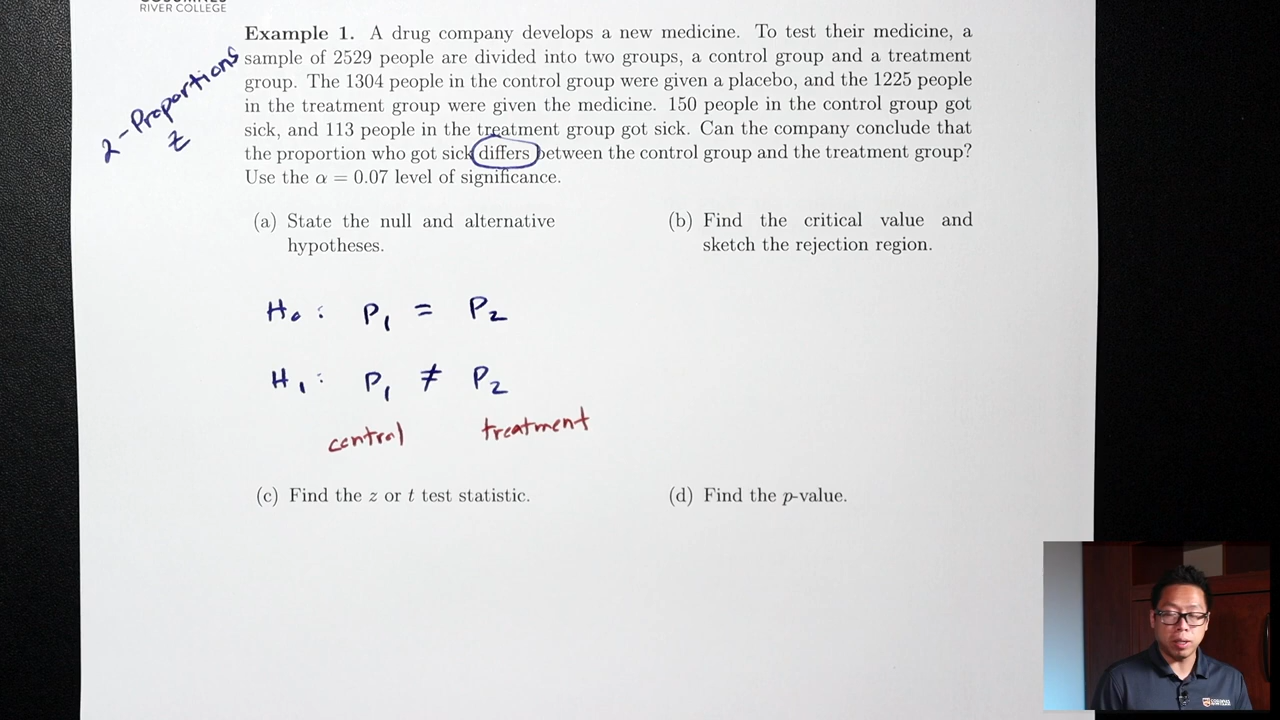 RIVER COLLEGE
2-Proportions
z
Example 1. A drug company develops a new medicine. To test their medicine, a
sample of 2529 people are divided into two groups, a control group and a treatment
group. The 1304 people in the control group were given a placebo, and the 1225 people
in the treatment group were given the medicine. 150 people in the control group got
sick, and 113 people in the treatment group got sick. Can the company conclude that
the proportion who got sick differs between the control group and the treatment group?
Use the α = 0.07 level of significance.
(a) State the null and alternative
hypotheses.
H₀ : P₁ = P₂
H₁ : P₁ ≠ P₂
control treatment
(b) Find the critical value and
sketch the rejection region.
(c) Find the z or t test statistic.
(d) Find the p-value.